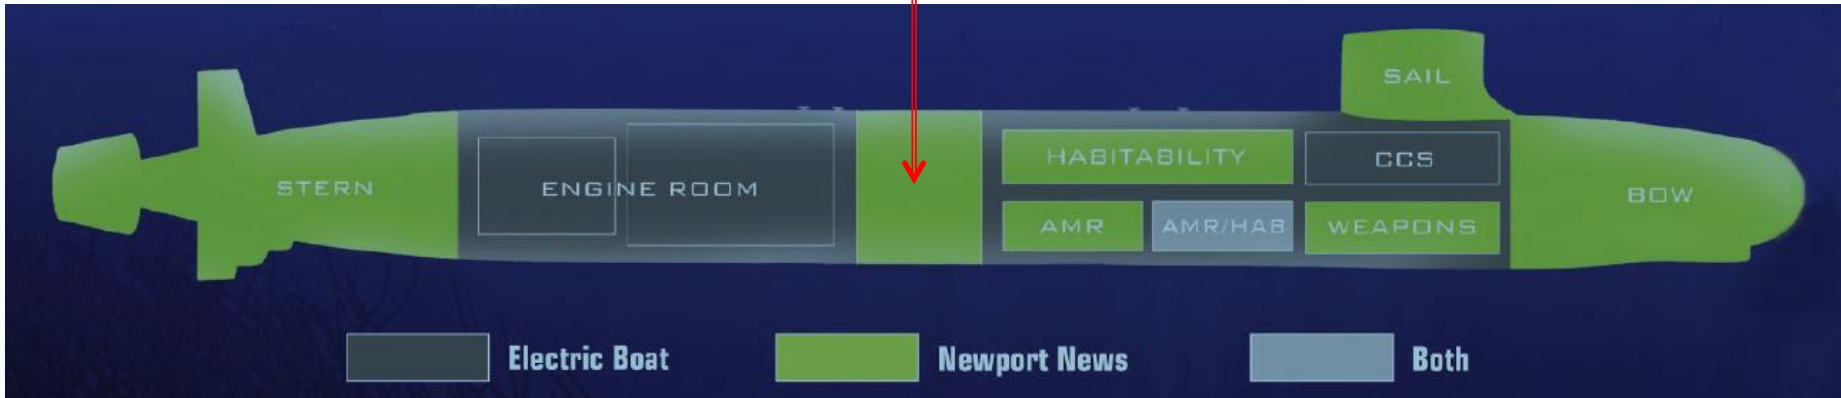 SAIL
HABITABILITY
CCS
STERN
ENGINE ROOM
BOW
AMR
AMR/HAB
WEAPONS
Electric Boat
Newport News
Both